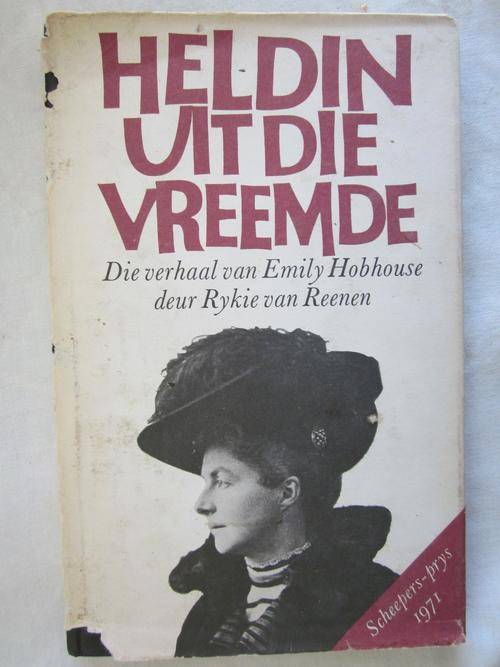 HELDIN
UIT DIE
VREEMDE
Die verhaal van Emily Hobhouse
deur Rykie van Reenen
Scheepers-prys
1971